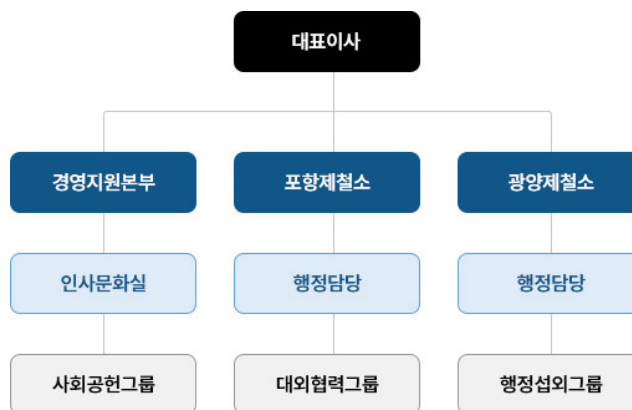 대표이사
경영지원본부
포항제철소
광양제철소
인사문화실
행정담당
행정담당
사회공헌그룹
대외협력그룹
행정섭외그룹